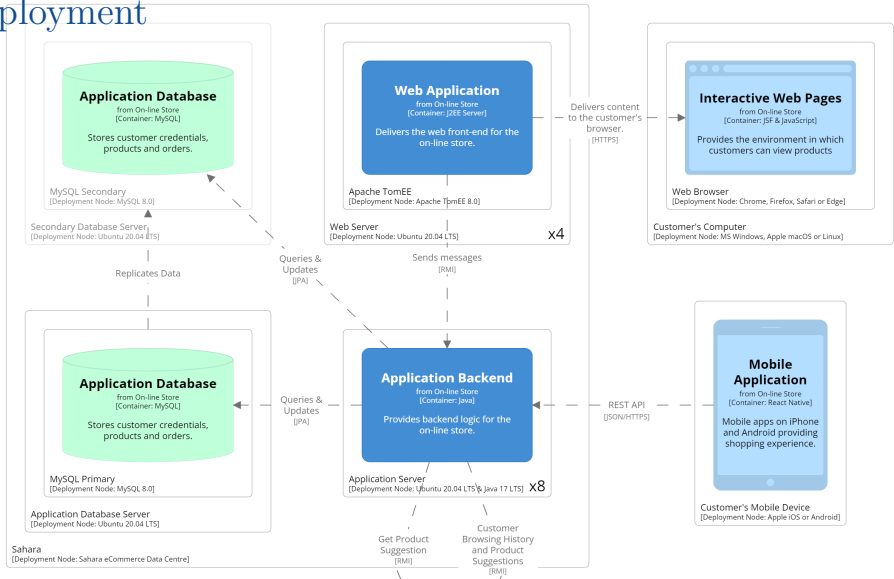 ployment
Application Database
from On-line Store
[Container: MySQL]
Stores customer credentials,
products and orders.
MySQL Secondary
[Deployment Node: MySQL 8.0]
Secondary Database Server
[Deployment Node: Ubuntu 20.04 LTS]
Web Application
from On-line Store
[Container: J2EE Server]
Delivers the web front-end for the
on-line store.
Apache TomEE
[Deployment Node: Apache TomEE 8.0]
Web Server
[Deployment Node: Ubuntu 20.04 LTS]
x4
Delivers content
to the customer's
browser.
[HTTPS]
Interactive Web Pages
from On-line Store
[Container: JSF & JavaScript]
Provides the environment in which
customers can view products
Web Browser
[Deployment Node: Chrome, Firefox, Safari or Edge]
Customer's Computer
[Deployment Node: MS Windows, Apple macOS or Linux]
Replicates Data
Queries &
Updates
[JPA]
Sends messages
[RMI]
Application Database
from On-line Store
[Container: MySQL]
Stores customer credentials,
products and orders.
MySQL Primary
[Deployment Node: MySQL 8.0]
Application Database Server
[Deployment Node: Ubuntu 20.04 LTS]
Queries &
Updates
[JPA]
Application Backend
from On-line Store
[Container: Java]
Provides backend logic for the
on-line store.
Application Server
[Deployment Node: Ubuntu 20.04 LTS & Java 17 LTS]
x8
REST API
[JSON/HTTPS]
Mobile
Application
from On-line Store
[Container: React Native]
Mobile apps on iPhone
and Android providing
shopping experience.
Customer's Mobile Device
[Deployment Node: Apple iOS or Android]
Get Product
Suggestion
[RMI]
Customer
Browsing History
and Product
Suggestions
[RMI]
Sahara
[Deployment Node: Sahara eCommerce Data Centre]